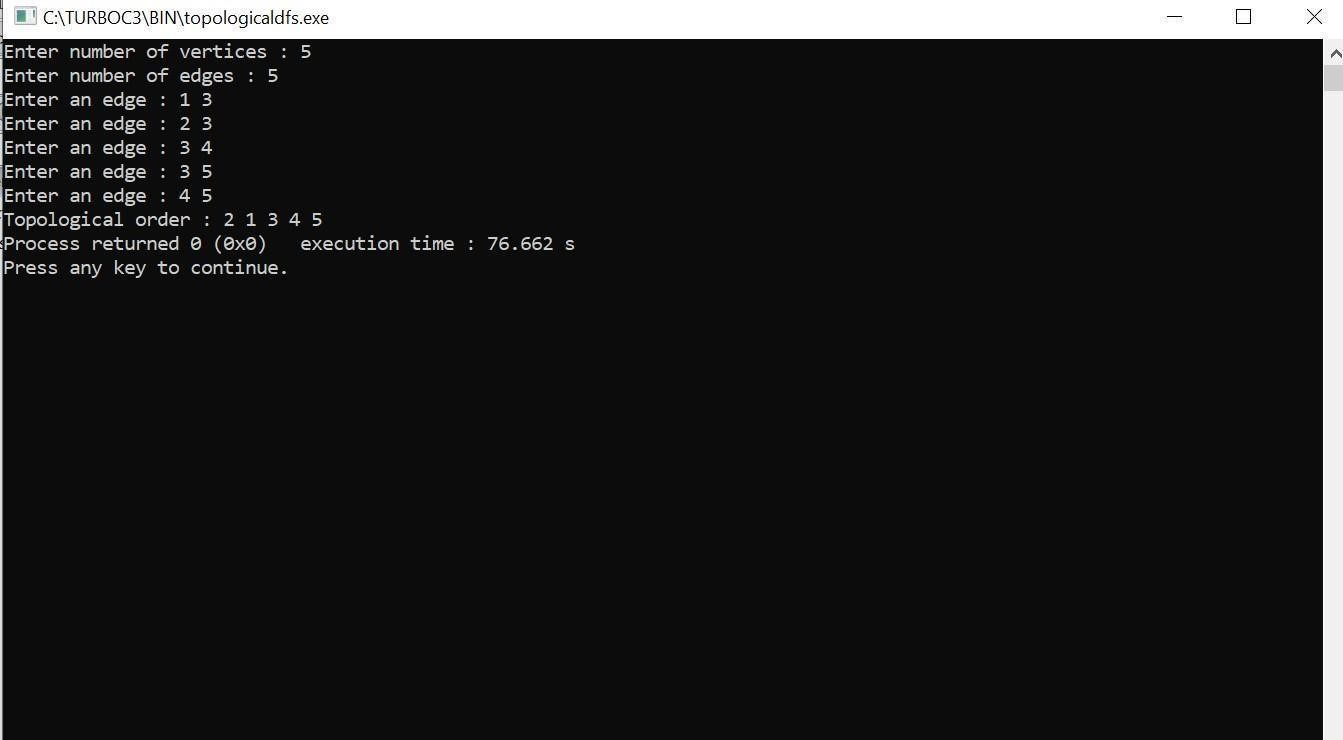 C:\TURBOC3\BIN\topologicaldfs.exe
Enter number of vertices : 5
Enter number of edges : 5
Enter an edge : 1 3
Enter an edge : 2 3
Enter an edge : 3 4
Enter an edge : 3 5
Enter an edge : 4 5
Topological order : 2 1 3 4 5
Process returned 0 (0x0)   execution time : 76.662 s
Press any key to continue.